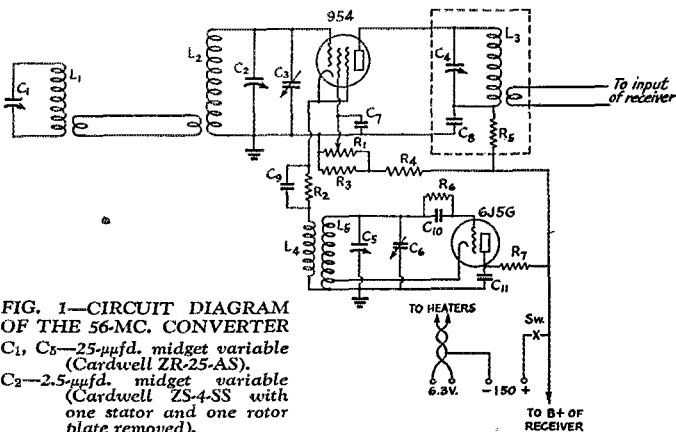 954
L2
L3
C4
C1
L1
C2
C3
To input
of receiver
C7
C8
R5
R1
R4
R3
C9
R2
R6
6J5G
L4
L5
C5
C6
C10
R7
C11
FIG. 1—CIRCUIT DIAGRAM
OF THE 56-MC. CONVERTER
C1, C5—25-μμfd. midget variable
(Cardwell ZR-25-AS).
C2—2.5-μμfd. midget variable
(Cardwell ZS-4-SS with
one stator and one rotor
plate removed).
TO HEATERS
Sw.
X
6.3V.
-150 +
TO B+ OF
RECEIVER